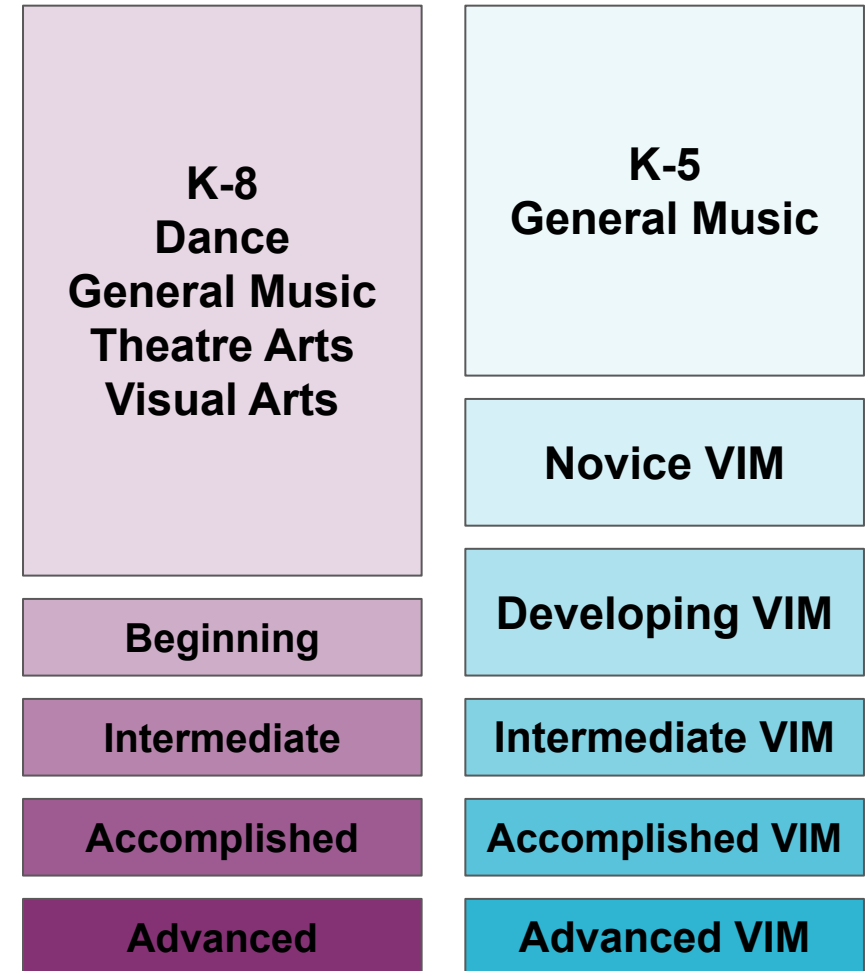 K-8
Dance
General Music
Theatre Arts
Visual Arts
Beginning
Intermediate
Accomplished
Advanced
K-5
General Music
Novice VIM
Developing VIM
Intermediate VIM
Accomplished VIM
Advanced VIM